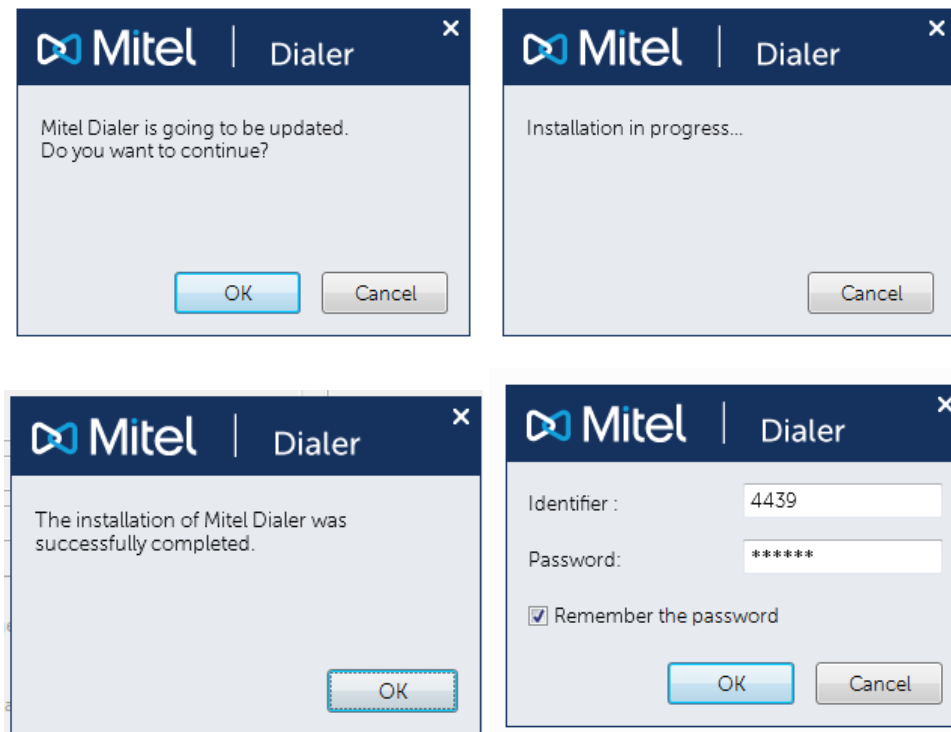 Mitel | Dialer
Mitel Dialer is going to be updated.
Do you want to continue?
OK
Cancel
Mitel | Dialer
Installation in progress...
Cancel
Mitel | Dialer
The installation of Mitel Dialer was
successfully completed.
OK
Mitel | Dialer
Identifier : 4439
Password: ******
Remember the password
OK
Cancel